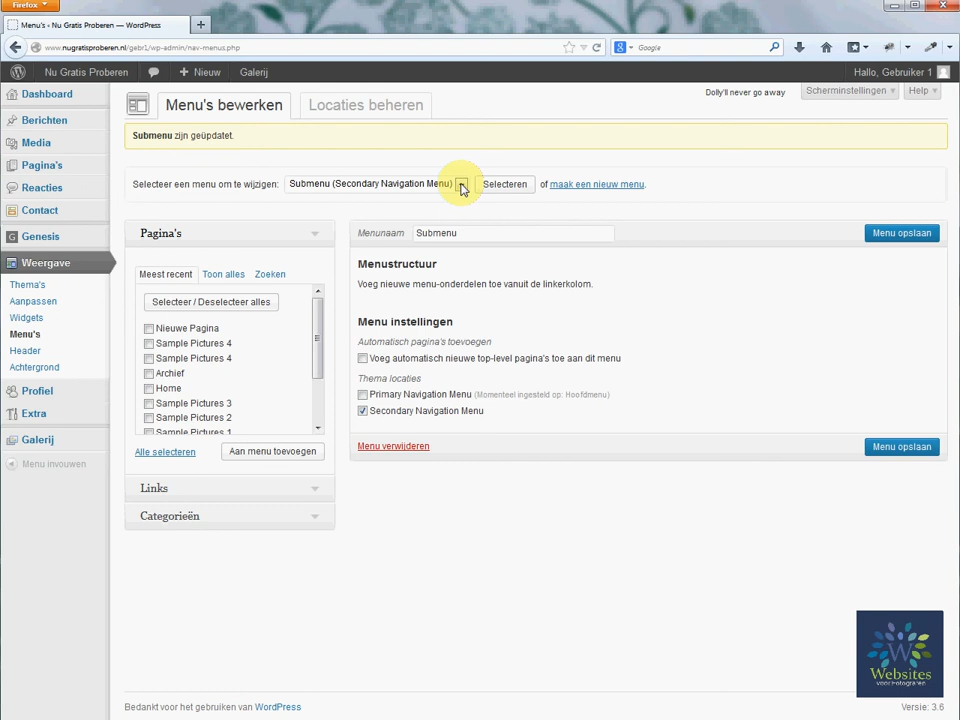 Firefox
Menu's ‹ Nu Gratis Proberen — WordPress
www.nugratisproberen.nl/gebr1/wp-admin/nav-menus.php
Google
Nu Gratis Proberen
Nieuw
Galerij
Hallo, Gebruiker 1
Dashboard
Berichten
Media
Pagina's
Reacties
Contact
Genesis
Weergave
Thema's
Aanpassen
Widgets
Menu's
Header
Achtergrond
Profiel
Extra
Galerij
Menu invouwen
Menu's bewerken
Locaties beheren
Dolly'll never go away
Scherminstellingen
Help
Submenu zijn geüpdatet.
Selecteer een menu om te wijzigen:
Submenu (Secondary Navigation Menu)
Selecteren
of maak een nieuw menu.
Pagina's
Meest recent
Toon alles
Zoeken
Selecteer / Deselecteer alles
Nieuwe Pagina
Sample Pictures 4
Sample Pictures 4
Archief
Home
Sample Pictures 3
Sample Pictures 2
Sample Pictures 1
Alle selecteren
Aan menu toevoegen
Links
Categorieën
Menunaam
Submenu
Menu opslaan
Menustructuur
Voeg nieuwe menu-onderdelen toe vanuit de linkerkolom.
Menu instellingen
Automatisch pagina's toevoegen
Voeg automatisch nieuwe top-level pagina's toe aan dit menu
Thema locaties
Primary Navigation Menu (Momenteel ingesteld op: Hoofdmenu)
Secondary Navigation Menu
Menu verwijderen
Menu opslaan
W
Websites
voor fotografen
Bedankt voor het gebruiken van WordPress
Versie: 3.6